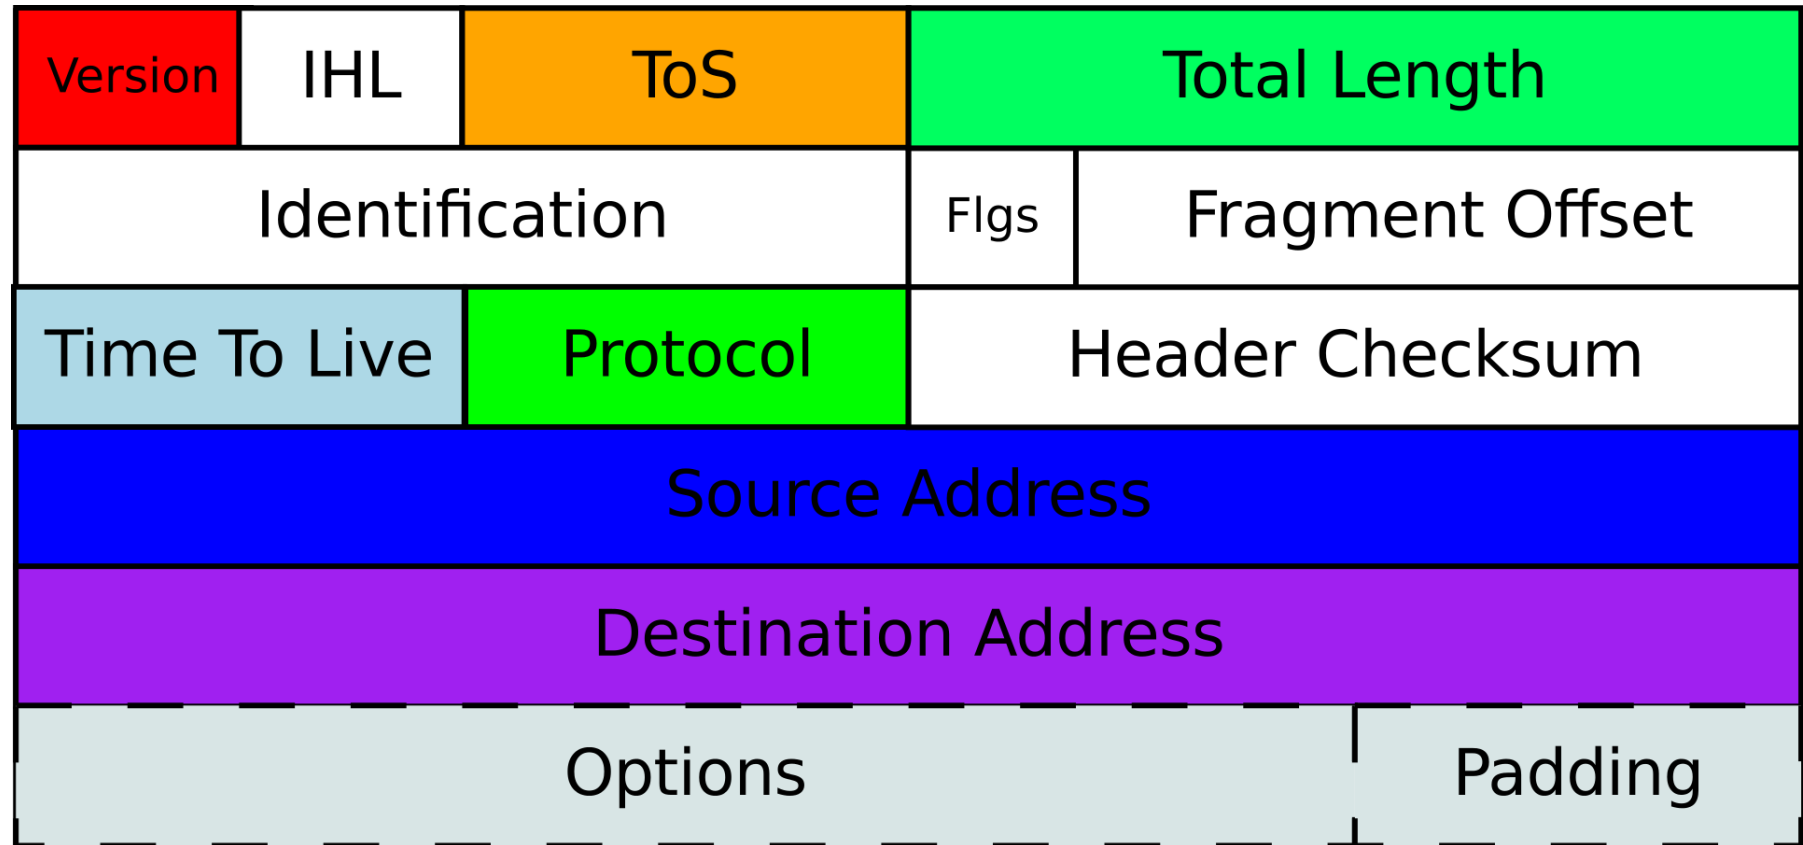 Version IHL ToS Total Length
Identification Flgs Fragment Offset
Time To Live Protocol Header Checksum
Source Address
Destination Address
Options Padding